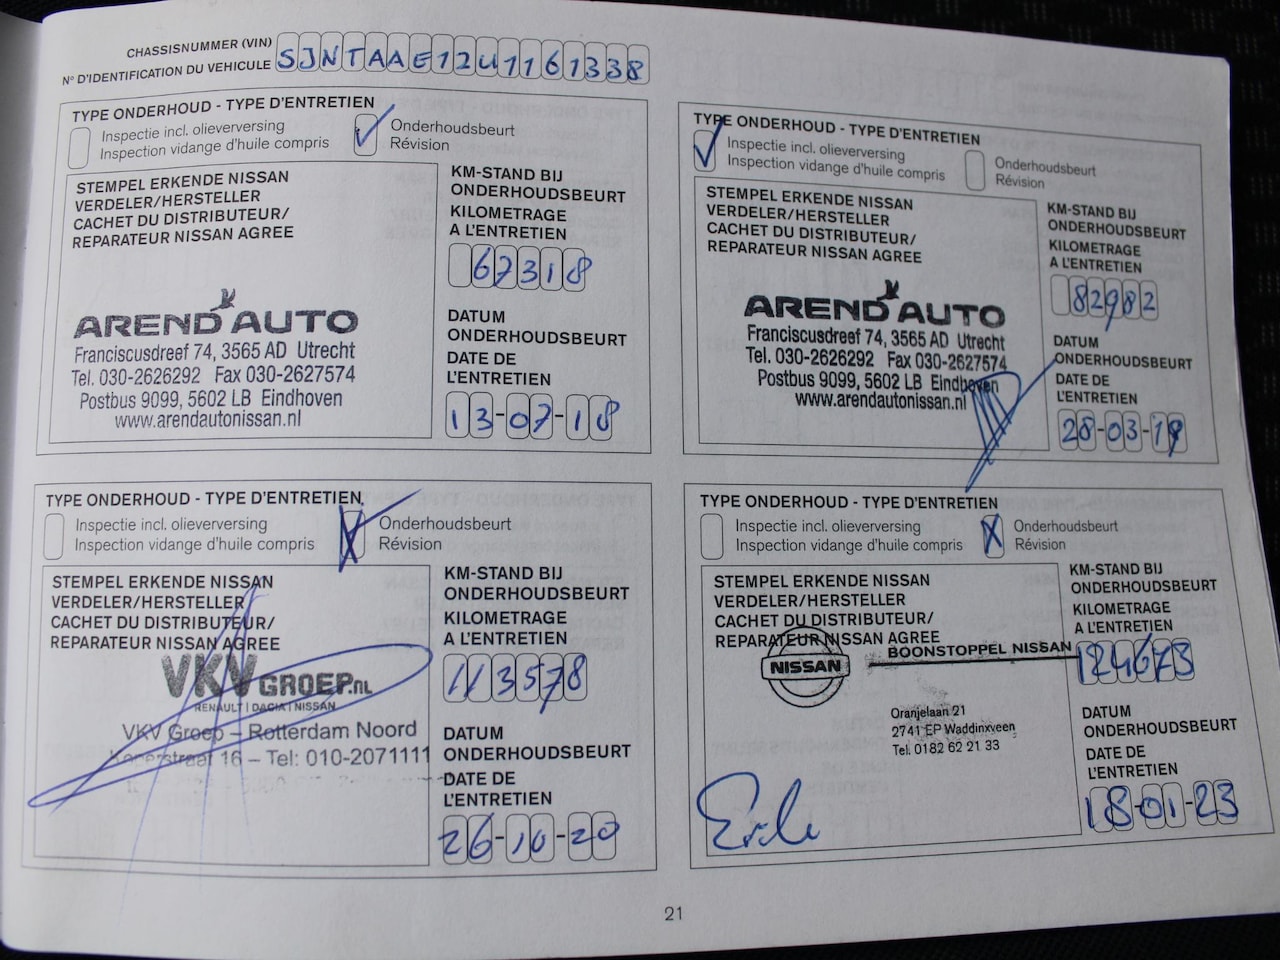 CHASSISNUMMER (VIN)
N° D'IDENTIFICATION DU VEHICULE
SJNTAAE12U1161338
TYPE ONDERHOUD - TYPE D'ENTRETIEN
Inspectie incl. olieverversing
Inspection vidange d'huile compris
Onderhoudsbeurt
Révision
STEMPEL ERKENDE NISSAN
VERDELER/HERSTELLER
CACHET DU DISTRIBUTEUR/
REPARATEUR NISSAN AGREE
AREND AUTO
Franciscusdreef 74, 3565 AD Utrecht
Tel. 030-2626292 Fax 030-2627574
Postbus 9099, 5602 LB Eindhoven
www.arendautonissan.nl
KM-STAND BIJ
ONDERHOUDSBEURT
KILOMETRAGE
A L'ENTRETIEN
67318
DATUM
ONDERHOUDSBEURT
DATE DE
L'ENTRETIEN
13-07-18
TYPE ONDERHOUD - TYPE D'ENTRETIEN
Inspectie incl. olieverversing
Inspection vidange d'huile compris
Onderhoudsbeurt
Révision
STEMPEL ERKENDE NISSAN
VERDELER/HERSTELLER
CACHET DU DISTRIBUTEUR/
REPARATEUR NISSAN AGREE
AREND AUTO
Franciscusdreef 74, 3565 AD Utrecht
Tel. 030-2626292 Fax 030-2627574
Postbus 9099, 5602 LB Eindhoven
www.arendautonissan.nl
KM-STAND BIJ
ONDERHOUDSBEURT
KILOMETRAGE
A L'ENTRETIEN
82982
DATUM
ONDERHOUDSBEURT
DATE DE
L'ENTRETIEN
28-03-19
TYPE ONDERHOUD - TYPE D'ENTRETIEN
Inspectie incl. olieverversing
Inspection vidange d'huile compris
Onderhoudsbeurt
Révision
STEMPEL ERKENDE NISSAN
VERDELER/HERSTELLER
CACHET DU DISTRIBUTEUR/
REPARATEUR NISSAN AGREE
VKV GROEP.nL
RENAULT | DACIA | NISSAN
VKV Groep – Rotterdam Noord
16 – Tel: 010-2071111
KM-STAND BIJ
ONDERHOUDSBEURT
KILOMETRAGE
A L'ENTRETIEN
113578
DATUM
ONDERHOUDSBEURT
DATE DE
L'ENTRETIEN
26-10-20
TYPE ONDERHOUD - TYPE D'ENTRETIEN
Inspectie incl. olieverversing
Inspection vidange d'huile compris
Onderhoudsbeurt
Révision
STEMPEL ERKENDE NISSAN
VERDELER/HERSTELLER
CACHET DU DISTRIBUTEUR/
REPARATEUR NISSAN AGREE
NISSAN
BOONSTOPPEL NISSAN
Oranjelaan 21
2741 EP Waddinxveen
Tel. 0182 62 21 33
KM-STAND BIJ
ONDERHOUDSBEURT
KILOMETRAGE
A L'ENTRETIEN
124673
DATUM
ONDERHOUDSBEURT
DATE DE
L'ENTRETIEN
18-01-23
21